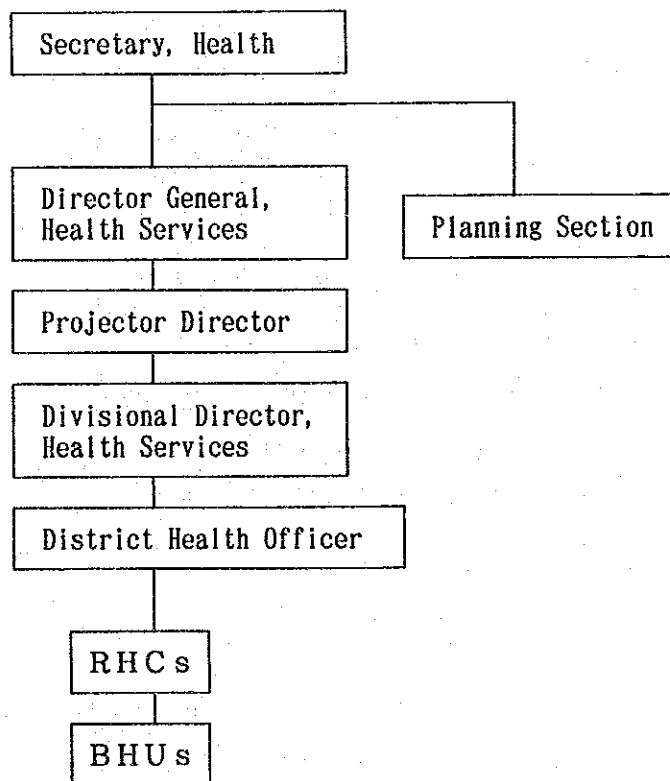 Secretary, Health
Director General,
Health Services
Planning Section
Projector Director
Divisional Director,
Health Services
District Health Officer
RHCs
BHUs